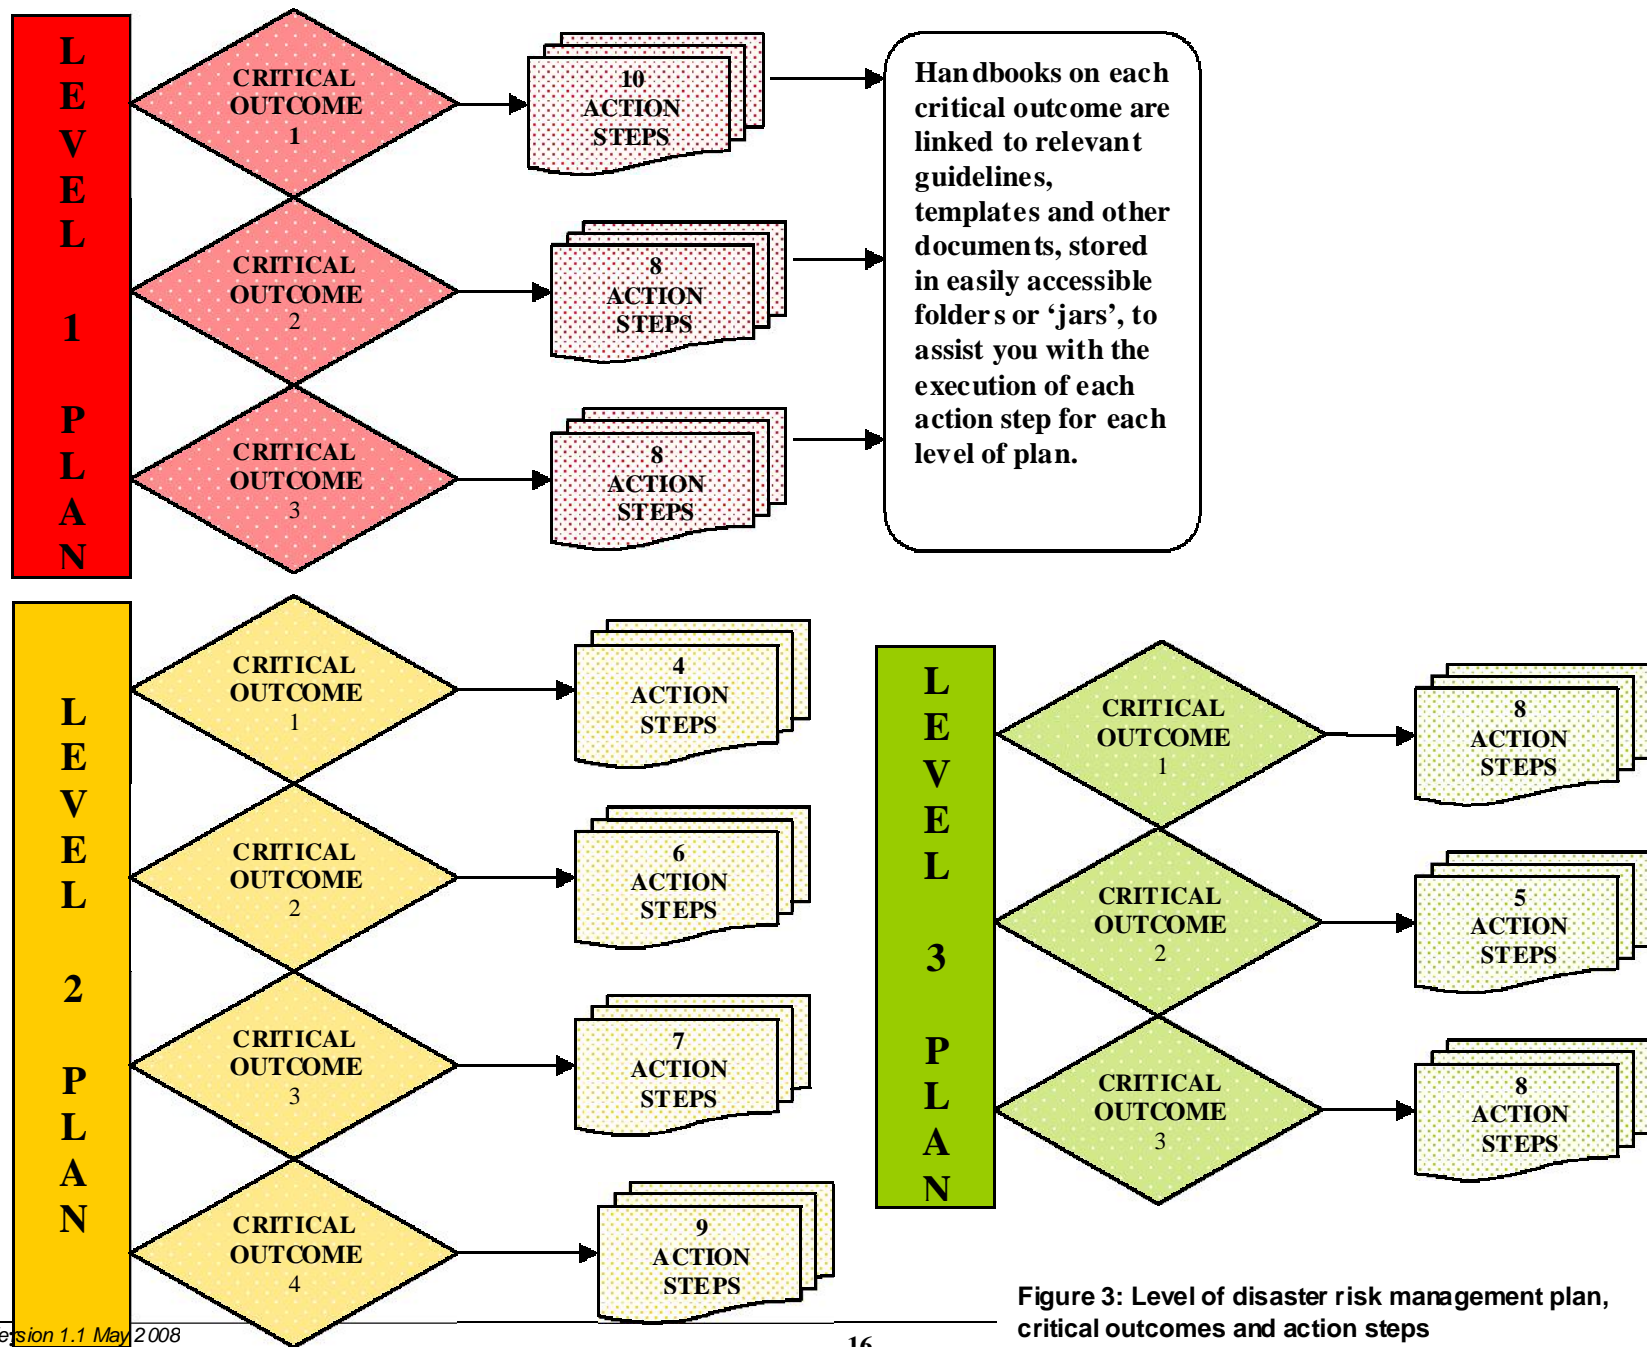 LEVEL 1 PLAN
CRITICAL
OUTCOME
1
10
ACTION
STEPS
CRITICAL
OUTCOME
2
8
ACTION
STEPS
CRITICAL
OUTCOME
3
8
ACTION
STEPS
Handbooks on each
critical outcome are
linked to relevant
guidelines,
templates and other
documents, stored
in easily accessible
folders or ‘jars’, to
assist you with the
execution of each
action step for each
level of plan.
LEVEL 2 PLAN
CRITICAL
OUTCOME
1
4
ACTION
STEPS
CRITICAL
OUTCOME
2
6
ACTION
STEPS
CRITICAL
OUTCOME
3
7
ACTION
STEPS
CRITICAL
OUTCOME
4
9
ACTION
STEPS
LEVEL 3 PLAN
CRITICAL
OUTCOME
1
8
ACTION
STEPS
CRITICAL
OUTCOME
2
5
ACTION
STEPS
CRITICAL
OUTCOME
3
8
ACTION
STEPS
Figure 3: Level of disaster risk management plan,
critical outcomes and action steps
ersion 1.1 May 2008
16